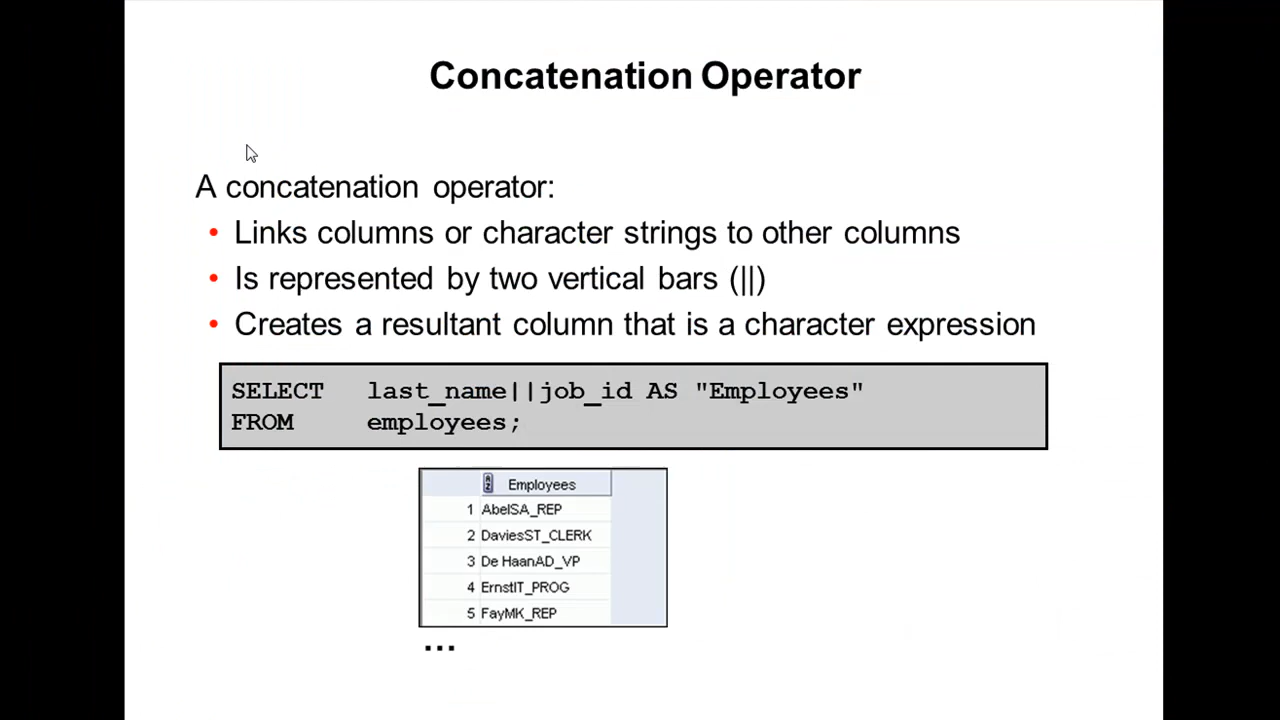 Concatenation Operator
A concatenation operator:
• Links columns or character strings to other columns
• Is represented by two vertical bars (||)
• Creates a resultant column that is a character expression
SELECT last_name||job_id AS "Employees"
FROM employees;
Employees
1 AbelSA_REP
2 DaviesST_CLERK
3 De HaanAD_VP
4 ErnstIT_PROG
5 FayMK_REP
…